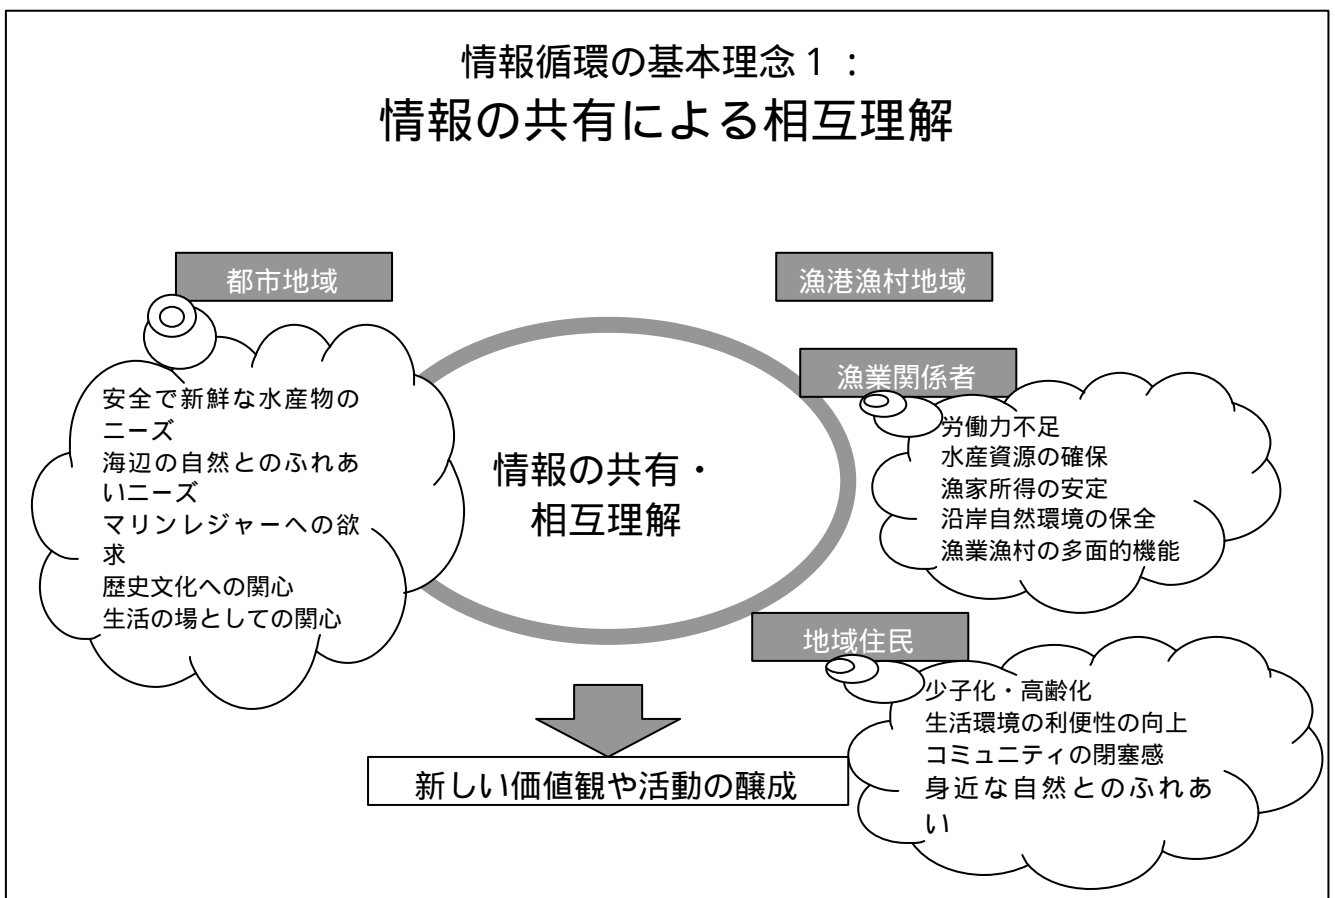 情報循環の基本理念1:
情報の共有による相互理解
都市地域
安全で新鮮な水産物の
ニーズ
海辺の自然とのふれあ
いニーズ
マリンレジャーへの欲
求
歴史文化への関心
生活の場としての関心
情報の共有・
相互理解
漁港漁村地域
漁業関係者
労働力不足
水産資源の確保
漁家所得の安定
沿岸自然環境の保全
漁業漁村の多面的機能
地域住民
少子化・高齢化
生活環境の利便性の向上
コミュニティの閉塞感
身近な自然とのふれあ
い
新しい価値観や活動の醸成